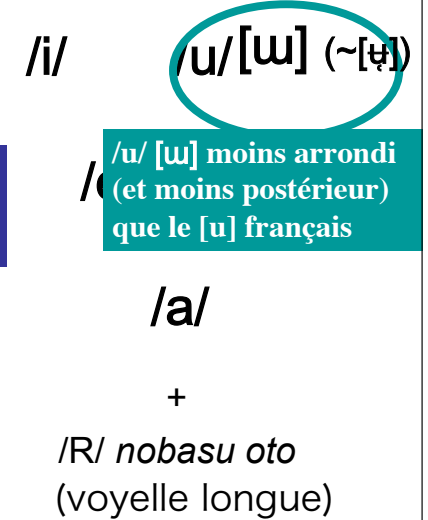 /i/ /u/ [ɯ] (~[ʉ̜])
/u/ [ɯ] moins arrondi
(et moins postérieur)
que le [u] français
/a/
+
/R/ nobasu oto
(voyelle longue)